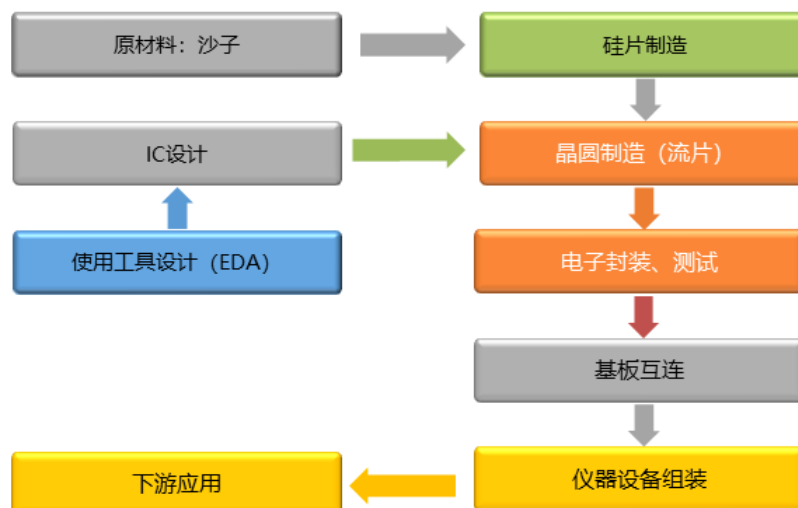 原材料：沙子
硅片制造
IC设计
晶圆制造（流片）
使用工具设计（EDA）
电子封装、测试
基板互连
下游应用
仪器设备组装